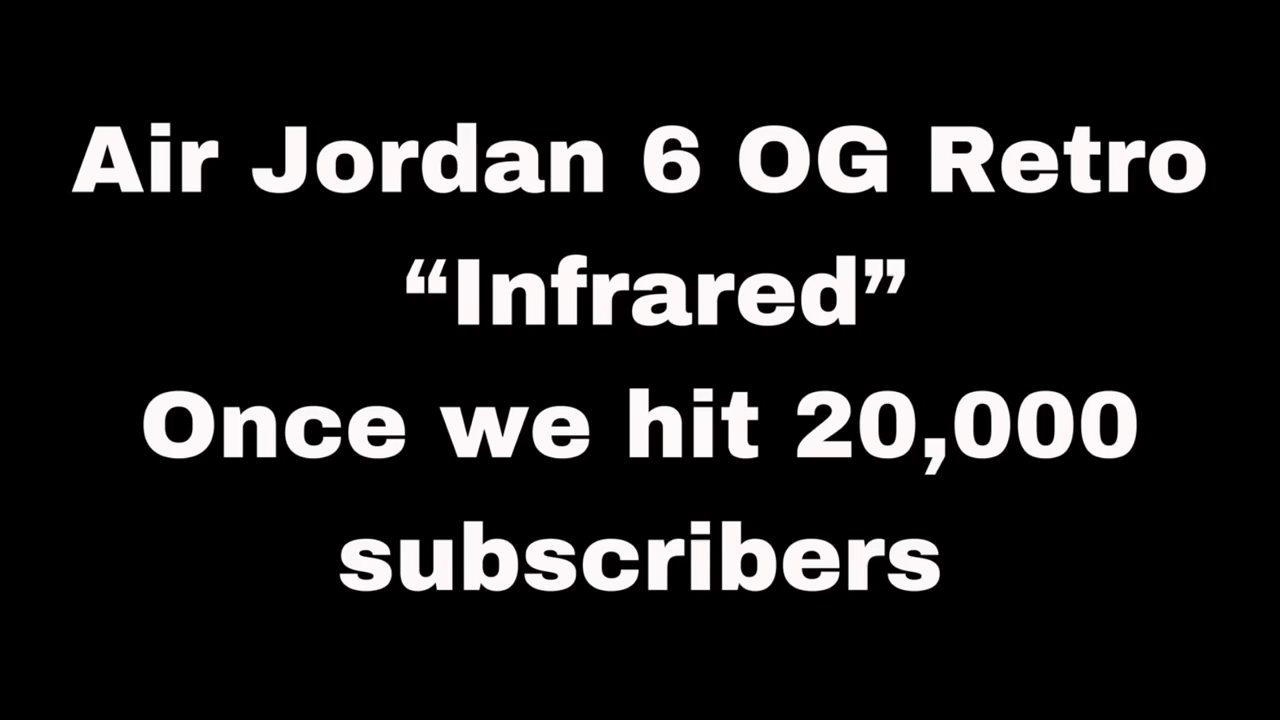 Air Jordan 6 OG Retro
“Infrared”
Once we hit 20,000
subscribers